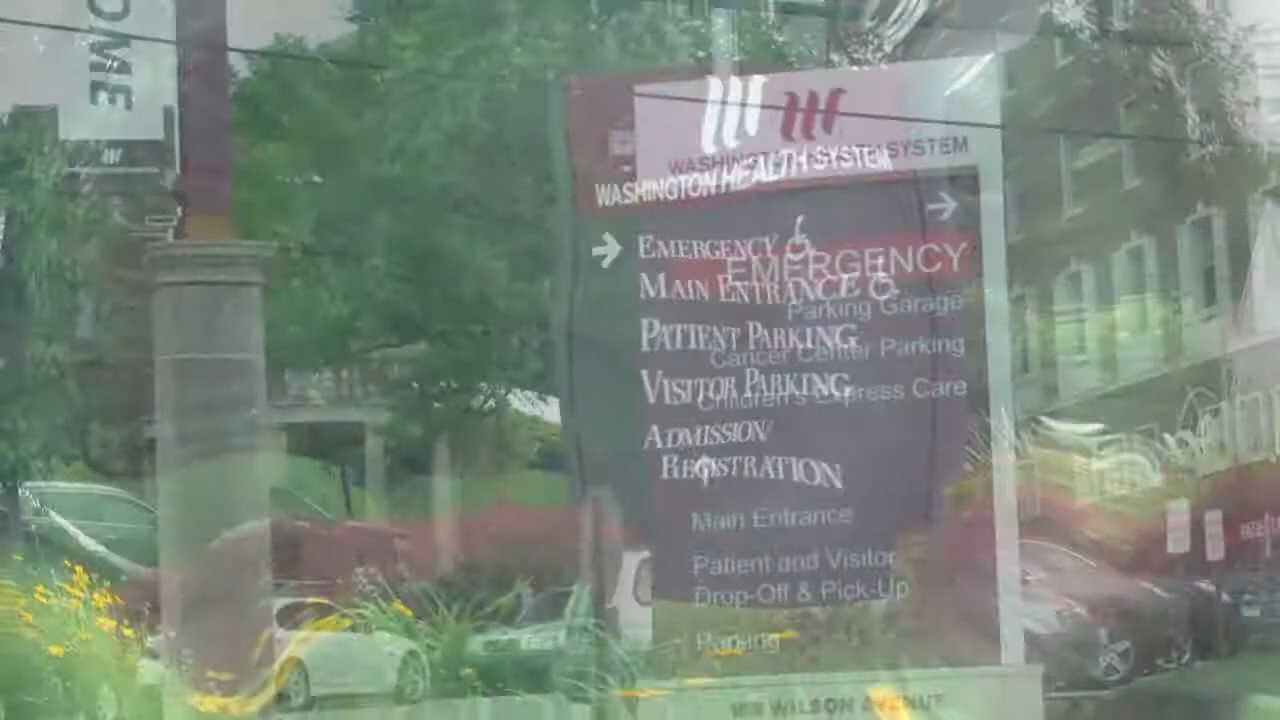 OME
WASHINGTON HEALTH SYSTEM
WASHINGTON HEALTH SYSTEM
EMERGENCY
MAIN ENTRANCE
PATIENT PARKING
VISITOR PARKING
ADMISSION/
REGISTRATION
EMERGENCY
Parking Garage
Cancer Center Parking
Children's Express Care
Main Entrance
Patient and Visitor
Drop-Off & Pick-Up
Parking
WILSON AVENUE